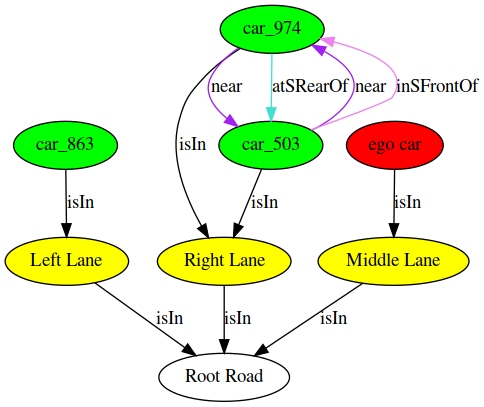 car_974
near
atSRearOf
near
inSFrontOf
isIn
car_863
car_503
ego car
isIn
isIn
isIn
Left Lane
Right Lane
Middle Lane
isIn
isIn
isIn
Root Road